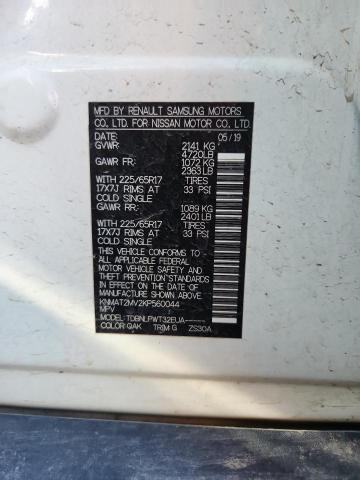 MFD BY RENAULT SAMSUNG MOTORS
CO., LTD. FOR NISSAN MOTOR CO., LTD.
DATE: 05/19
GVWR: 2141 KG
4720LB
GAWR FR: 1072 KG
2363LB
WITH 225/65R17 TIRES
17X7J RIMS AT 33 PSI
COLD SINGLE
GAWR RR: 1089 KG
2401LB
WITH 225/65R17 TIRES
17X7J RIMS AT 33 PSI
COLD SINGLE
THIS VEHICLE CONFORMS TO
ALL APPLICABLE FEDERAL
MOTOR VEHICLE SAFETY,
BUMPER, AND THEFT PREVENTION
STANDARDS IN EFFECT ON THE
DATE OF MANUFACTURE SHOWN ABOVE.
KNMAT2MV2KP560044
MPV
MODEL: TDBNLPWT32EUA------
COLOR: QAK TRIM: G ZS30A